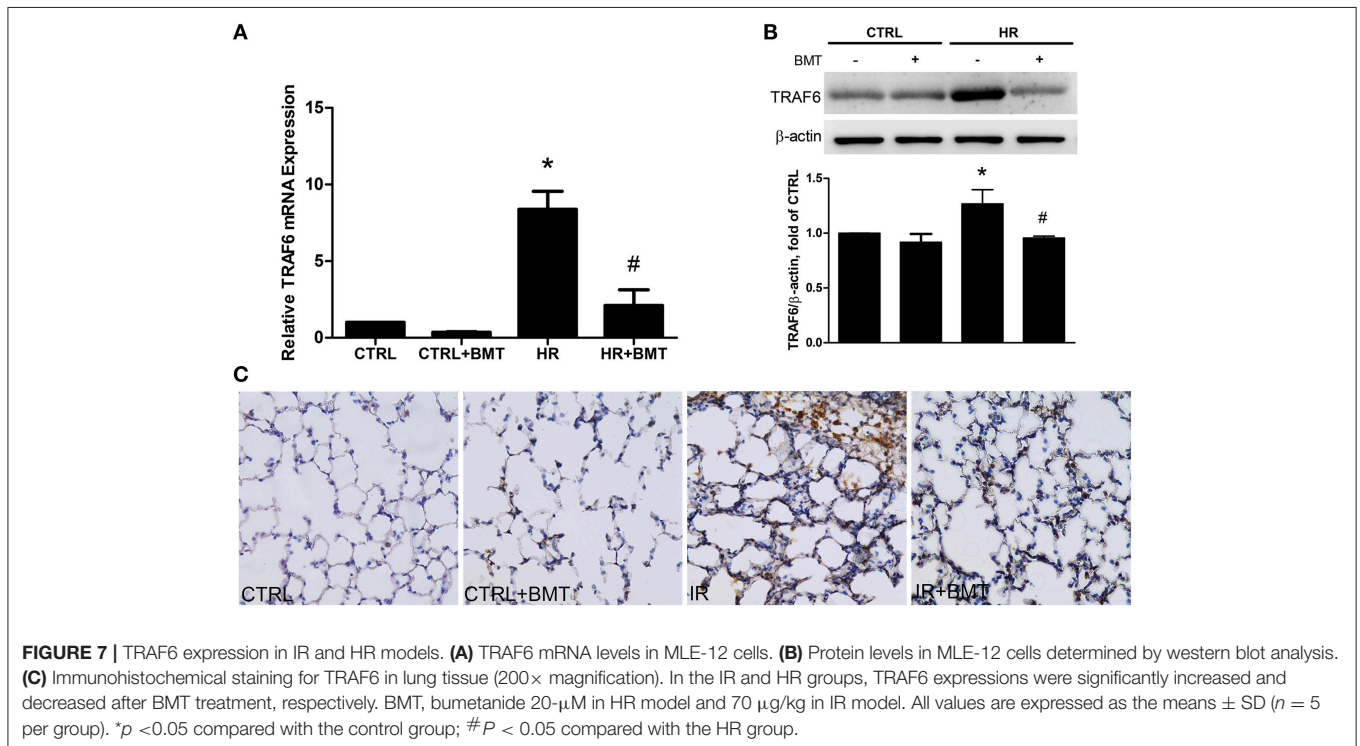 A
Relative TRAF6 mRNA Expression
15
10
5
0
*
#
CTRL
CTRL+BMT
HR
HR+BMT
B
CTRL HR
BMT - + - +
TRAF6
β-actin
TRAF6/β-actin, fold of CTRL
1.5
1.0
0.5
0.0
*
#
C
CTRL
CTRL+BMT
IR
IR+BMT
FIGURE 7 | TRAF6 expression in IR and HR models. (A) TRAF6 mRNA levels in MLE-12 cells. (B) Protein levels in MLE-12 cells determined by western blot analysis.
(C) Immunohistochemical staining for TRAF6 in lung tissue (200× magnification). In the IR and HR groups, TRAF6 expressions were significantly increased and
decreased after BMT treatment, respectively. BMT, bumetanide 20-μM in HR model and 70 μg/kg in IR model. All values are expressed as the means ± SD (n = 5
per group). *p <0.05 compared with the control group; #P < 0.05 compared with the HR group.